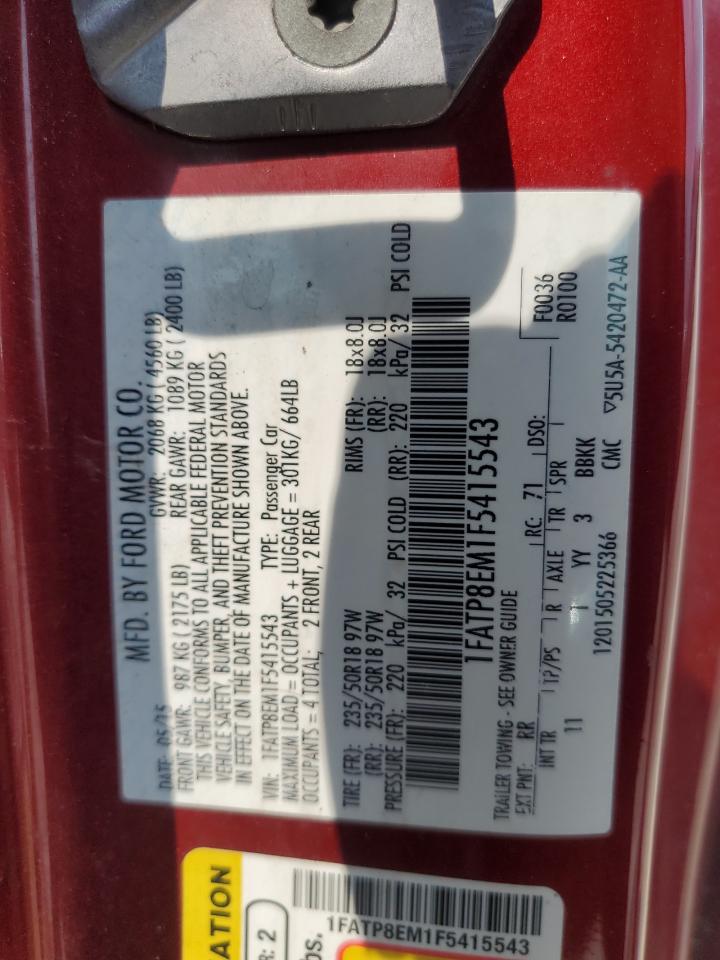 MFD. BY FORD MOTOR CO.
DATE: 05/15 GVWR: 2068 KG (4560 LB)
FRONT GAWR: 987 KG (2175 LB) REAR GAWR: 1089 KG (2400 LB)
THIS VEHICLE CONFORMS TO ALL APPLICABLE FEDERAL MOTOR
VEHICLE SAFETY, BUMPER, AND THEFT PREVENTION STANDARDS
IN EFFECT ON THE DATE OF MANUFACTURE SHOWN ABOVE.
VIN: 1FATP8EM1F5415543 TYPE: Passenger Car
MAXIMUM LOAD = OCCUPANTS + LUGGAGE = 301KG/ 664LB
OCCUPANTS = 4 TOTAL; 2 FRONT, 2 REAR
TIRE (FR): 235/50R18 97W RIMS (FR): 18x8.0J
(RR): 235/50R18 97W (RR): 18x8.0J
PRESSURE (FR): 220 kPa/ 32 PSI COLD (RR): 220 kPa/ 32 PSI COLD
1FATP8EM1F5415543
TRAILER TOWING - SEE OWNER GUIDE
EXT PNT: RR RC: 71 DSO: F0036
R0100
INT TR TP/PS R AXLE TR SPR
11 I YY 3 BBKK
1201505225366 CMC ▽5U5A-5420472-AA
ATION
R: 2
bs.
1FATP8EM1F5415543